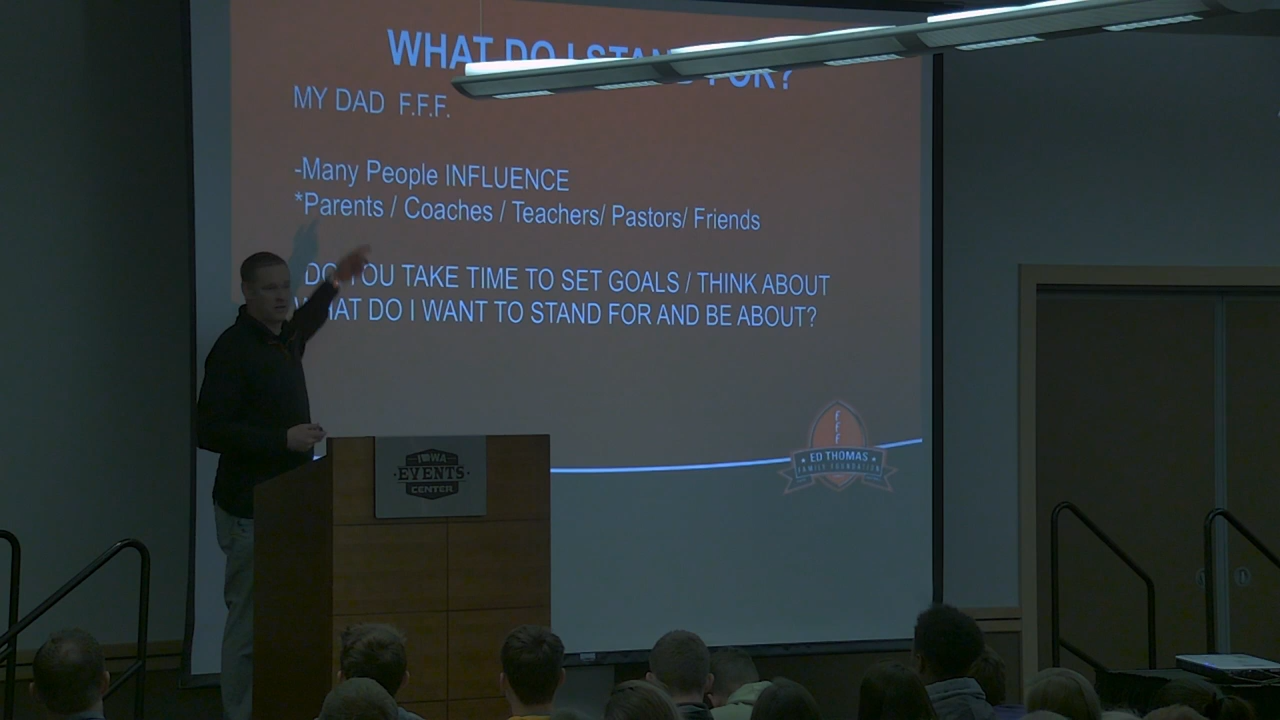 WHAT DO I STAND FOR?
MY DAD F.F.F.
-Many People INFLUENCE
*Parents / Coaches / Teachers/ Pastors/ Friends
DO YOU TAKE TIME TO SET GOALS / THINK ABOUT
WHAT DO I WANT TO STAND FOR AND BE ABOUT?
F
F
F
ED THOMAS
FAMILY FOUNDATION
IOWA
EVENTS
CENTER